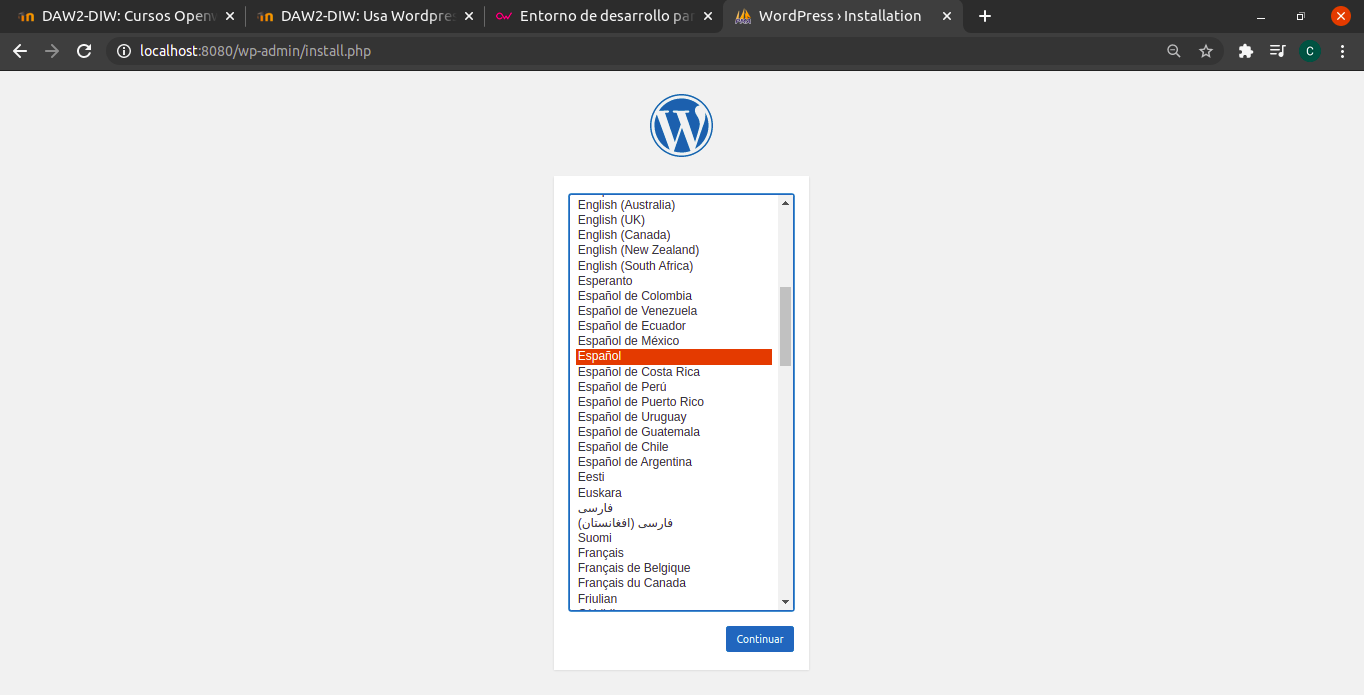 DAW2-DIW: Cursos Openw
DAW2-DIW: Usa Wordpres
Entorno de desarrollo par
WordPress › Installation
localhost:8080/wp-admin/install.php
C
English (Australia)
English (UK)
English (Canada)
English (New Zealand)
English (South Africa)
Esperanto
Español de Colombia
Español de Venezuela
Español de Ecuador
Español de México
Español
Español de Costa Rica
Español de Perú
Español de Puerto Rico
Español de Uruguay
Español de Guatemala
Español de Chile
Español de Argentina
Eesti
Euskara
فارسی
(فارسی (افغانستان
Suomi
Français
Français de Belgique
Français du Canada
Friulian
Continuar